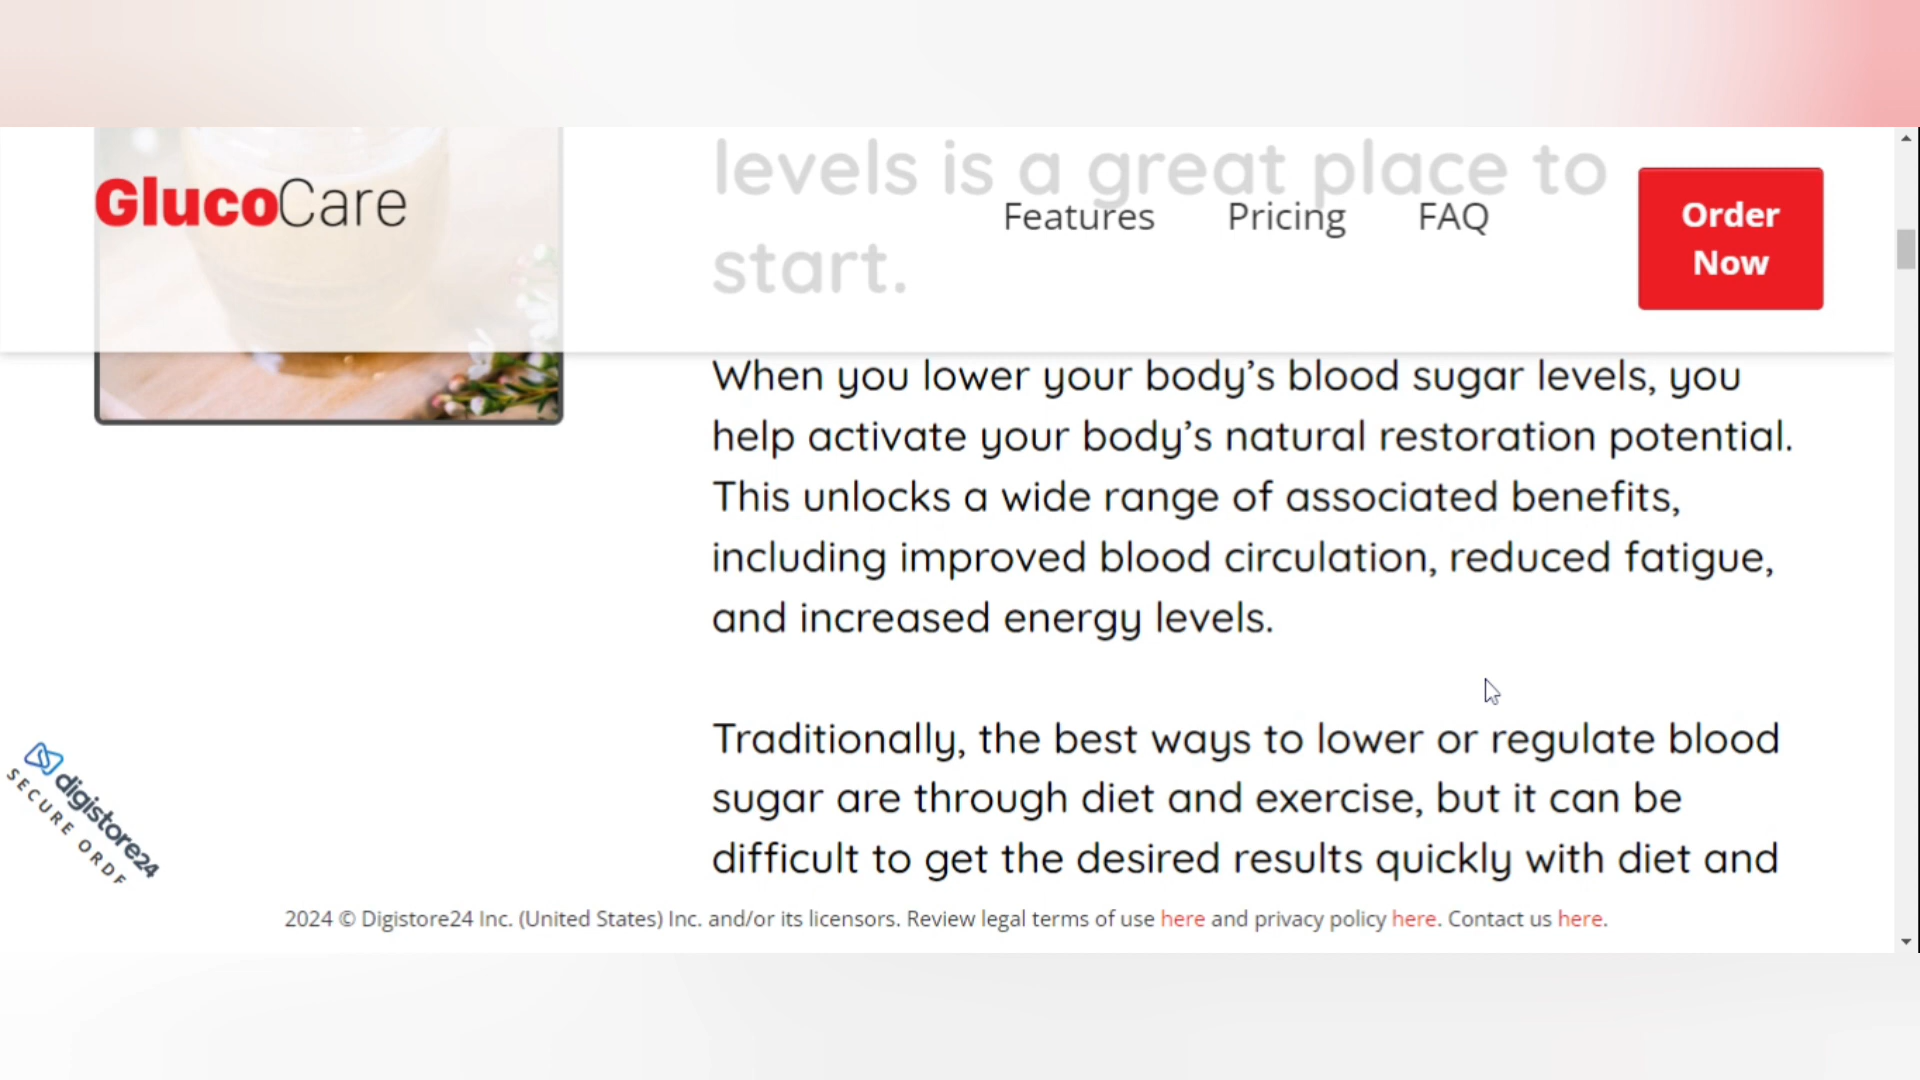 levels is a great place to
start.
GlucoCare
Features
Pricing
FAQ
Order
Now
When you lower your body’s blood sugar levels, you
help activate your body’s natural restoration potential.
This unlocks a wide range of associated benefits,
including improved blood circulation, reduced fatigue,
and increased energy levels.
Traditionally, the best ways to lower or regulate blood
sugar are through diet and exercise, but it can be
difficult to get the desired results quickly with diet and
digistore24
SECURE ORDE
2024 © Digistore24 Inc. (United States) Inc. and/or its licensors. Review legal terms of use here and privacy policy here. Contact us here.